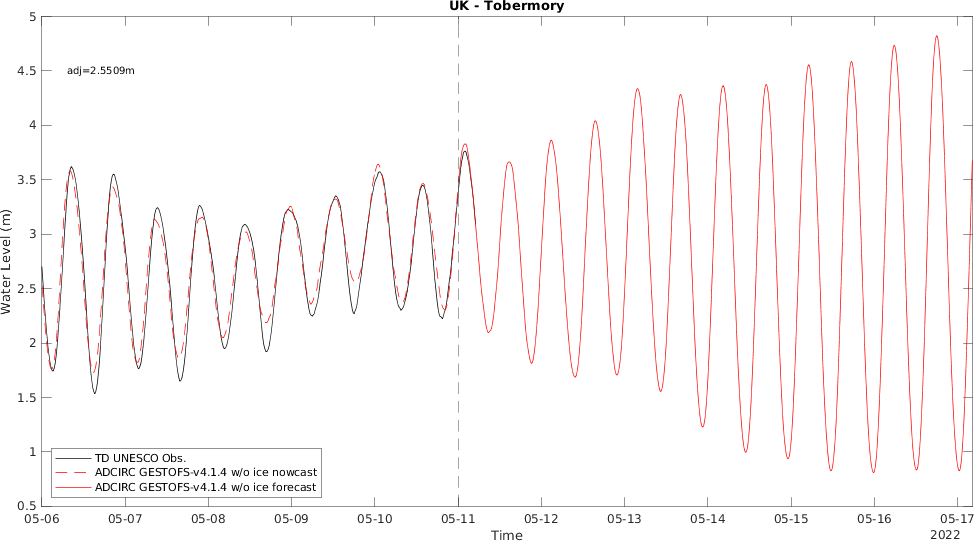 UK - Tobermory
adj=2.5509m
Water Level (m)
5
4.5
4
3.5
3
2.5
2
1.5
1
0.5
TD UNESCO Obs.
ADCIRC GESTOFS-v4.1.4 w/o ice nowcast
ADCIRC GESTOFS-v4.1.4 w/o ice forecast
05-06 05-07 05-08 05-09 05-10 05-11 05-12 05-13 05-14 05-15 05-16 05-17
Time
2022